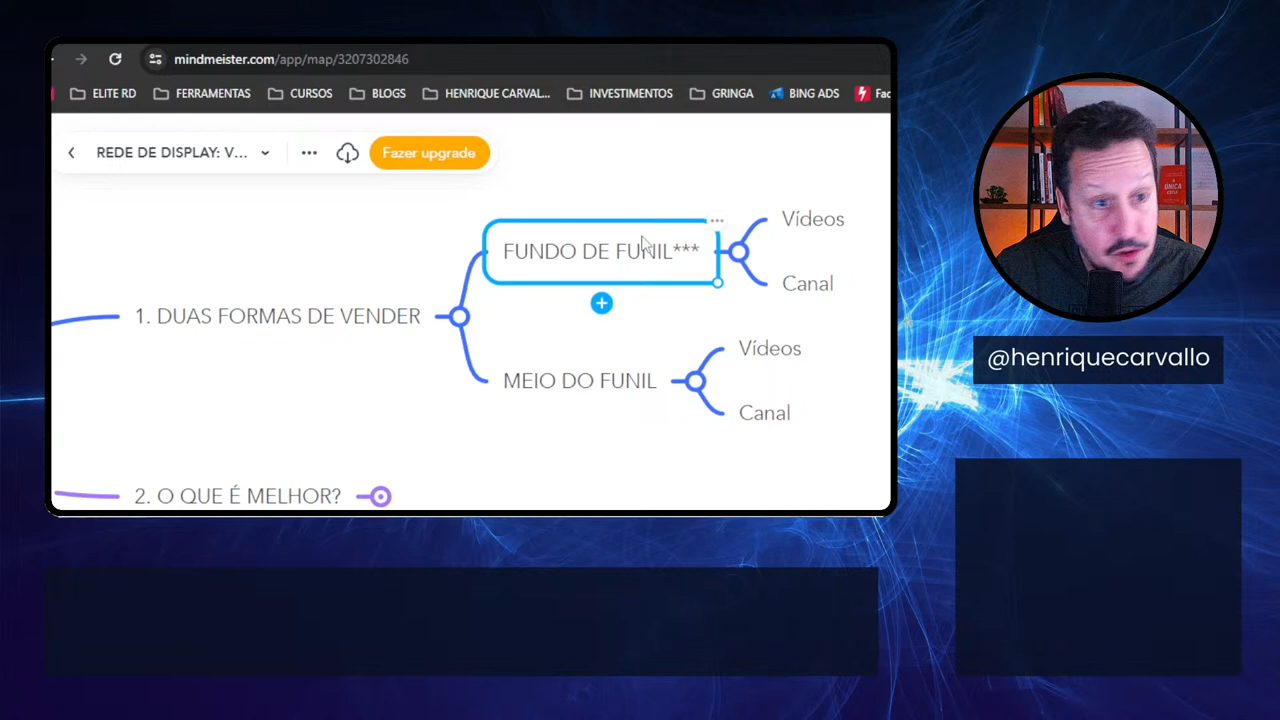 mindmeister.com/app/map/3207302846
ELITE RD FERRAMENTAS CURSOS BLOGS HENRIQUE CARVAL... INVESTIMENTOS GRINGA BING ADS Fac
REDE DE DISPLAY: V... Fazer upgrade
Vídeos
FUNDO DE FUNIL***
Canal
1. DUAS FORMAS DE VENDER
Vídeos
MEIO DO FUNIL
Canal
2. O QUE É MELHOR?
A ÚNICA COISA
@henriquecarvallo